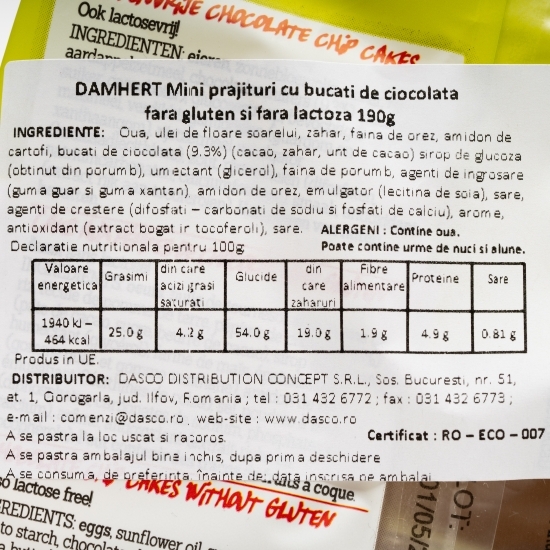 CHOCOLATE CHIP CAKES
Ook lactosevrij!
INGREDIENTEN:
DAMHERT Mini prajituri cu bucati de ciocolata
fara gluten si fara lactoza 190g
INGREDIENTE: Oua, ulei de floare soarelui, zahar, faina de orez, amidon de
cartofi, bucati de ciocolata (9.3%) (cacao, zahar, unt de cacao) sirop de glucoza
(obtinut din porumb), umectant (glicerol), faina de porumb, agenti de ingrosare
(guma guar si guma xantan), amidon de orez, emulgator (lecitina de soia), sare,
agenti de crestere (difosfati – carbonati de sodiu si fosfati de calciu), arome,
antioxidant (extract bogat in tocoferoli), sare. ALERGENI : Contine oua.
Declaratie nutritionala pentru 100g Poate contine urme de nuci si alune.
Valoare energetica Grasimi din care acizi grasi saturati Glucide din care zaharuri Fibre alimentare Proteine Sare
1940 kJ – 464 kcal 25.0 g 4.2 g 54.0 g 19.0 g 1.9 g 4.9 g 0.81 g
Produs in UE.
DISTRIBUITOR: DASCO DISTRIBUTION CONCEPT S.R.L., Sos. Bucuresti, nr. 51,
et. 1, Gorogarla, jud. Ilfov, Romania ; tel : 031 432 6772 ; fax : 031 432 6773 ;
e-mail : comenzi@dasco.ro , web-site : www.dasco.ro
A se pastra la loc uscat si racoros. Certificat : RO – ECO – 007
A se pastra ambalajul bine inchis, dupa prima deschidere
A se consuma, de preferinta, înainte de: data inscrisa pe ambalaj
dats à coque.
so lactose free! CAKES WITHOUT GLUTEN
REDIENTS: eggs, sunflower oil,
to starch, chocolate
LOT:
01/05/2